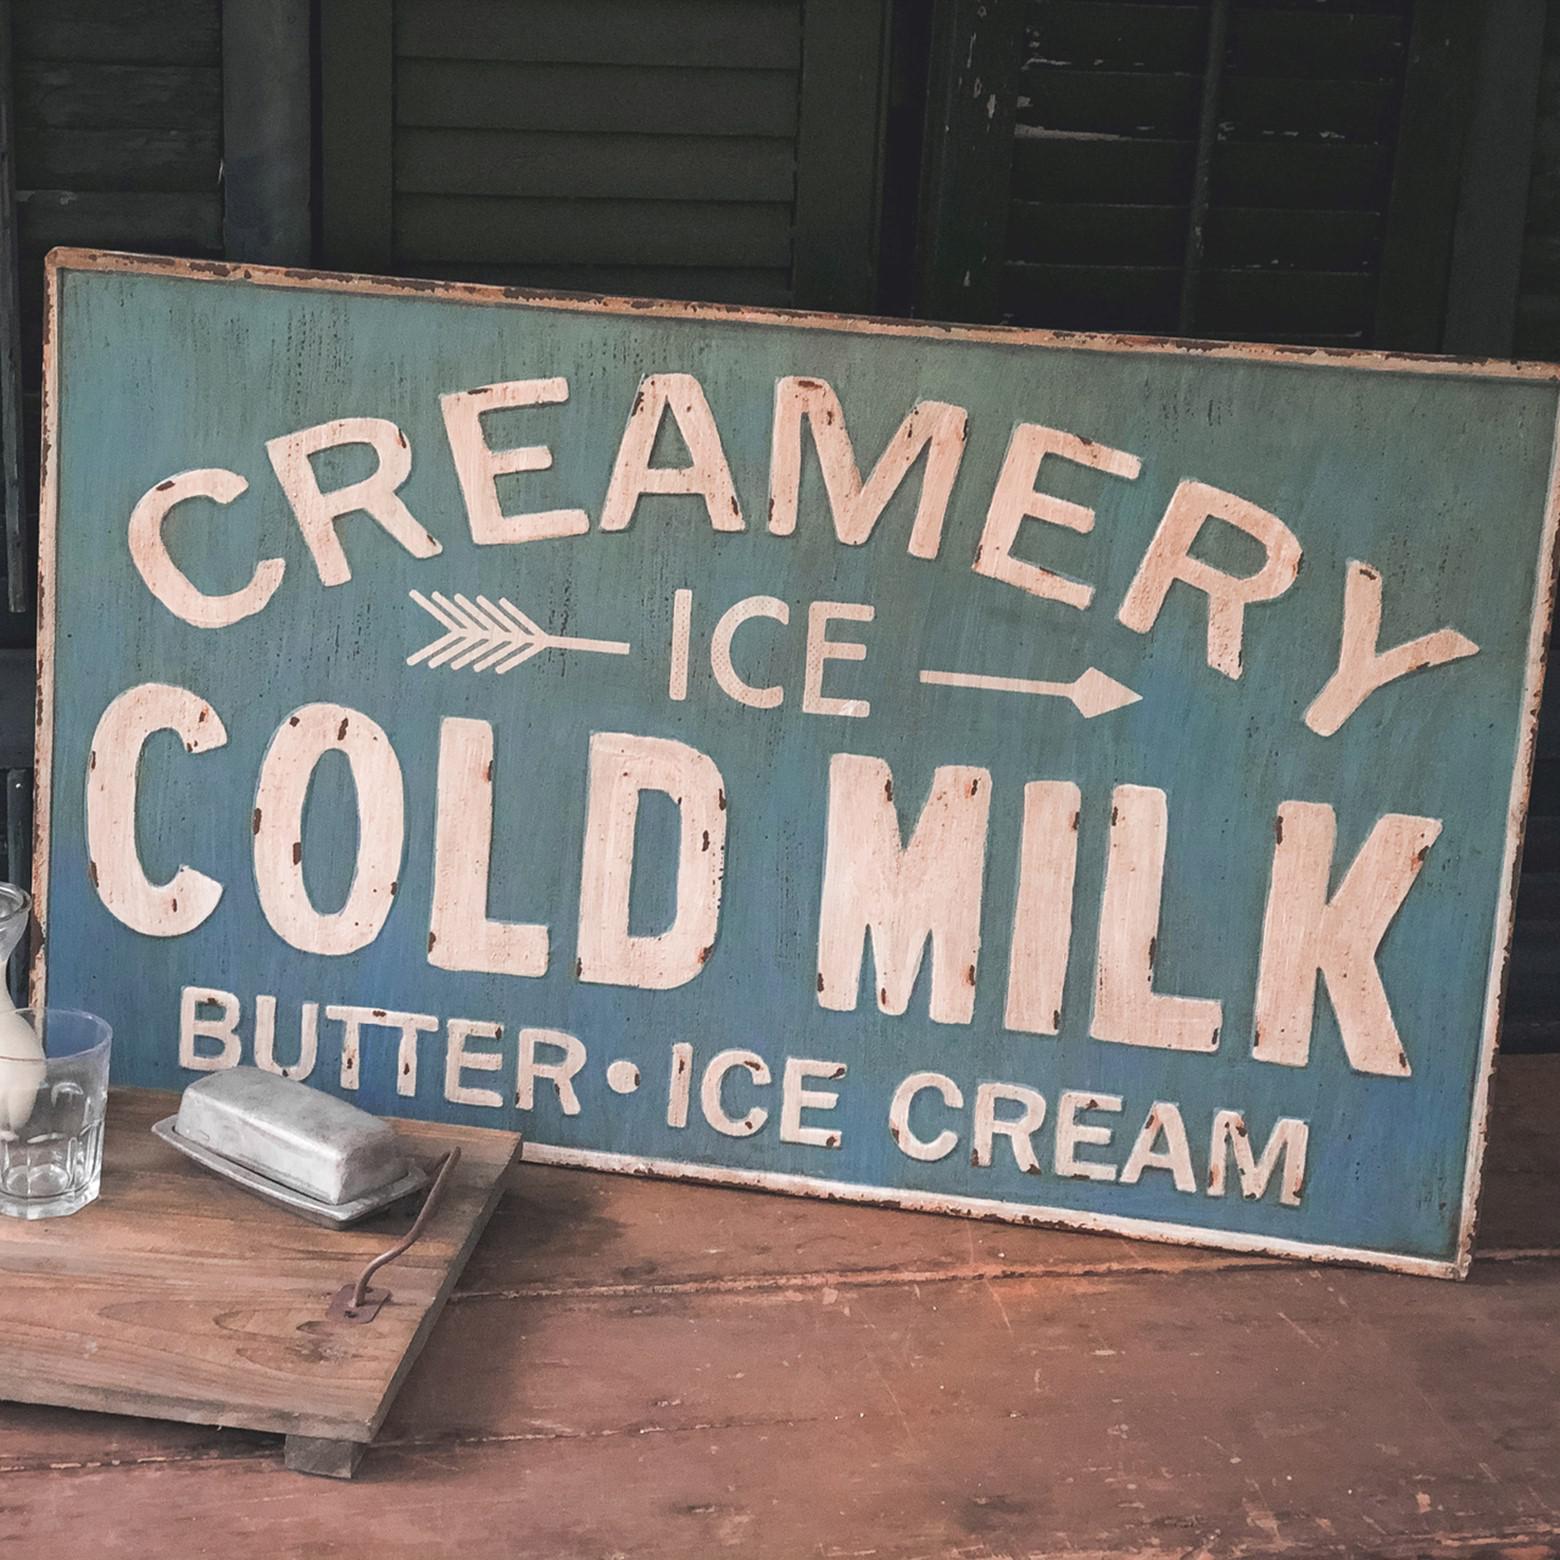 CREAMERY
ICE
COLD MILK
BUTTER • ICE CREAM